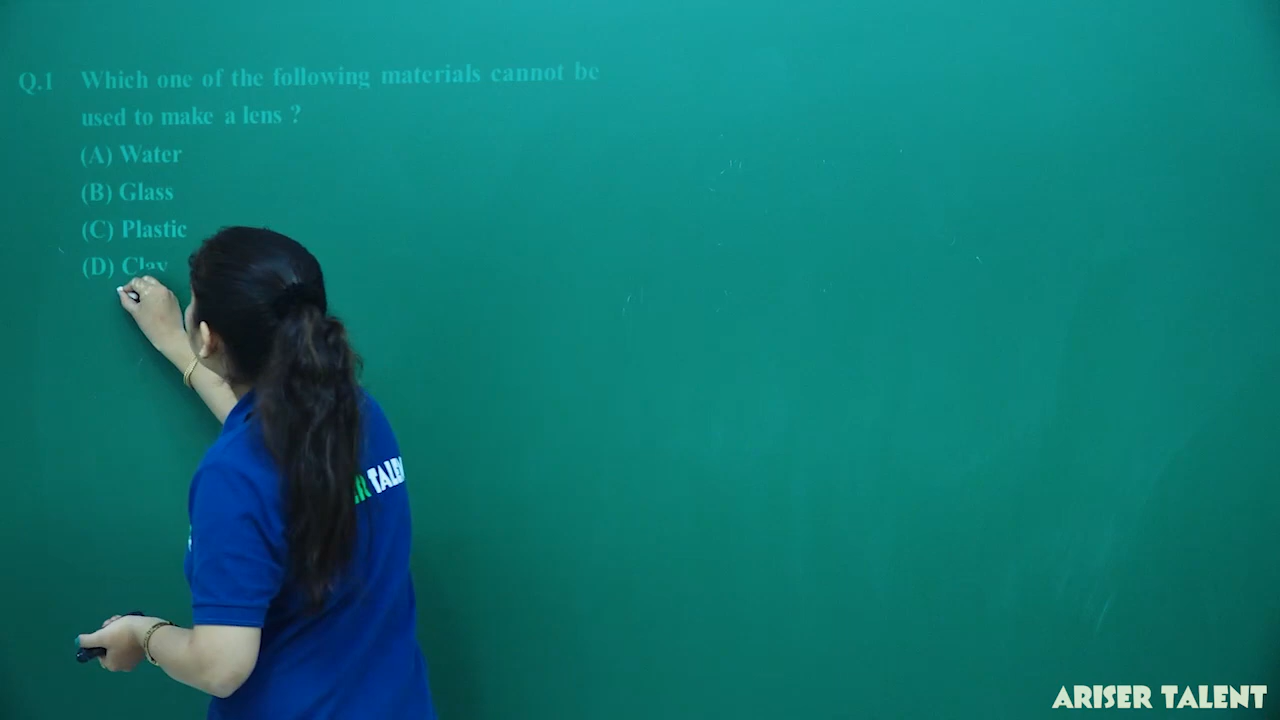 Q.1 Which one of the following materials cannot be
used to make a lens ?
(A) Water
(B) Glass
(C) Plastic
(D) Clay
TALEN
ARISER TALENT